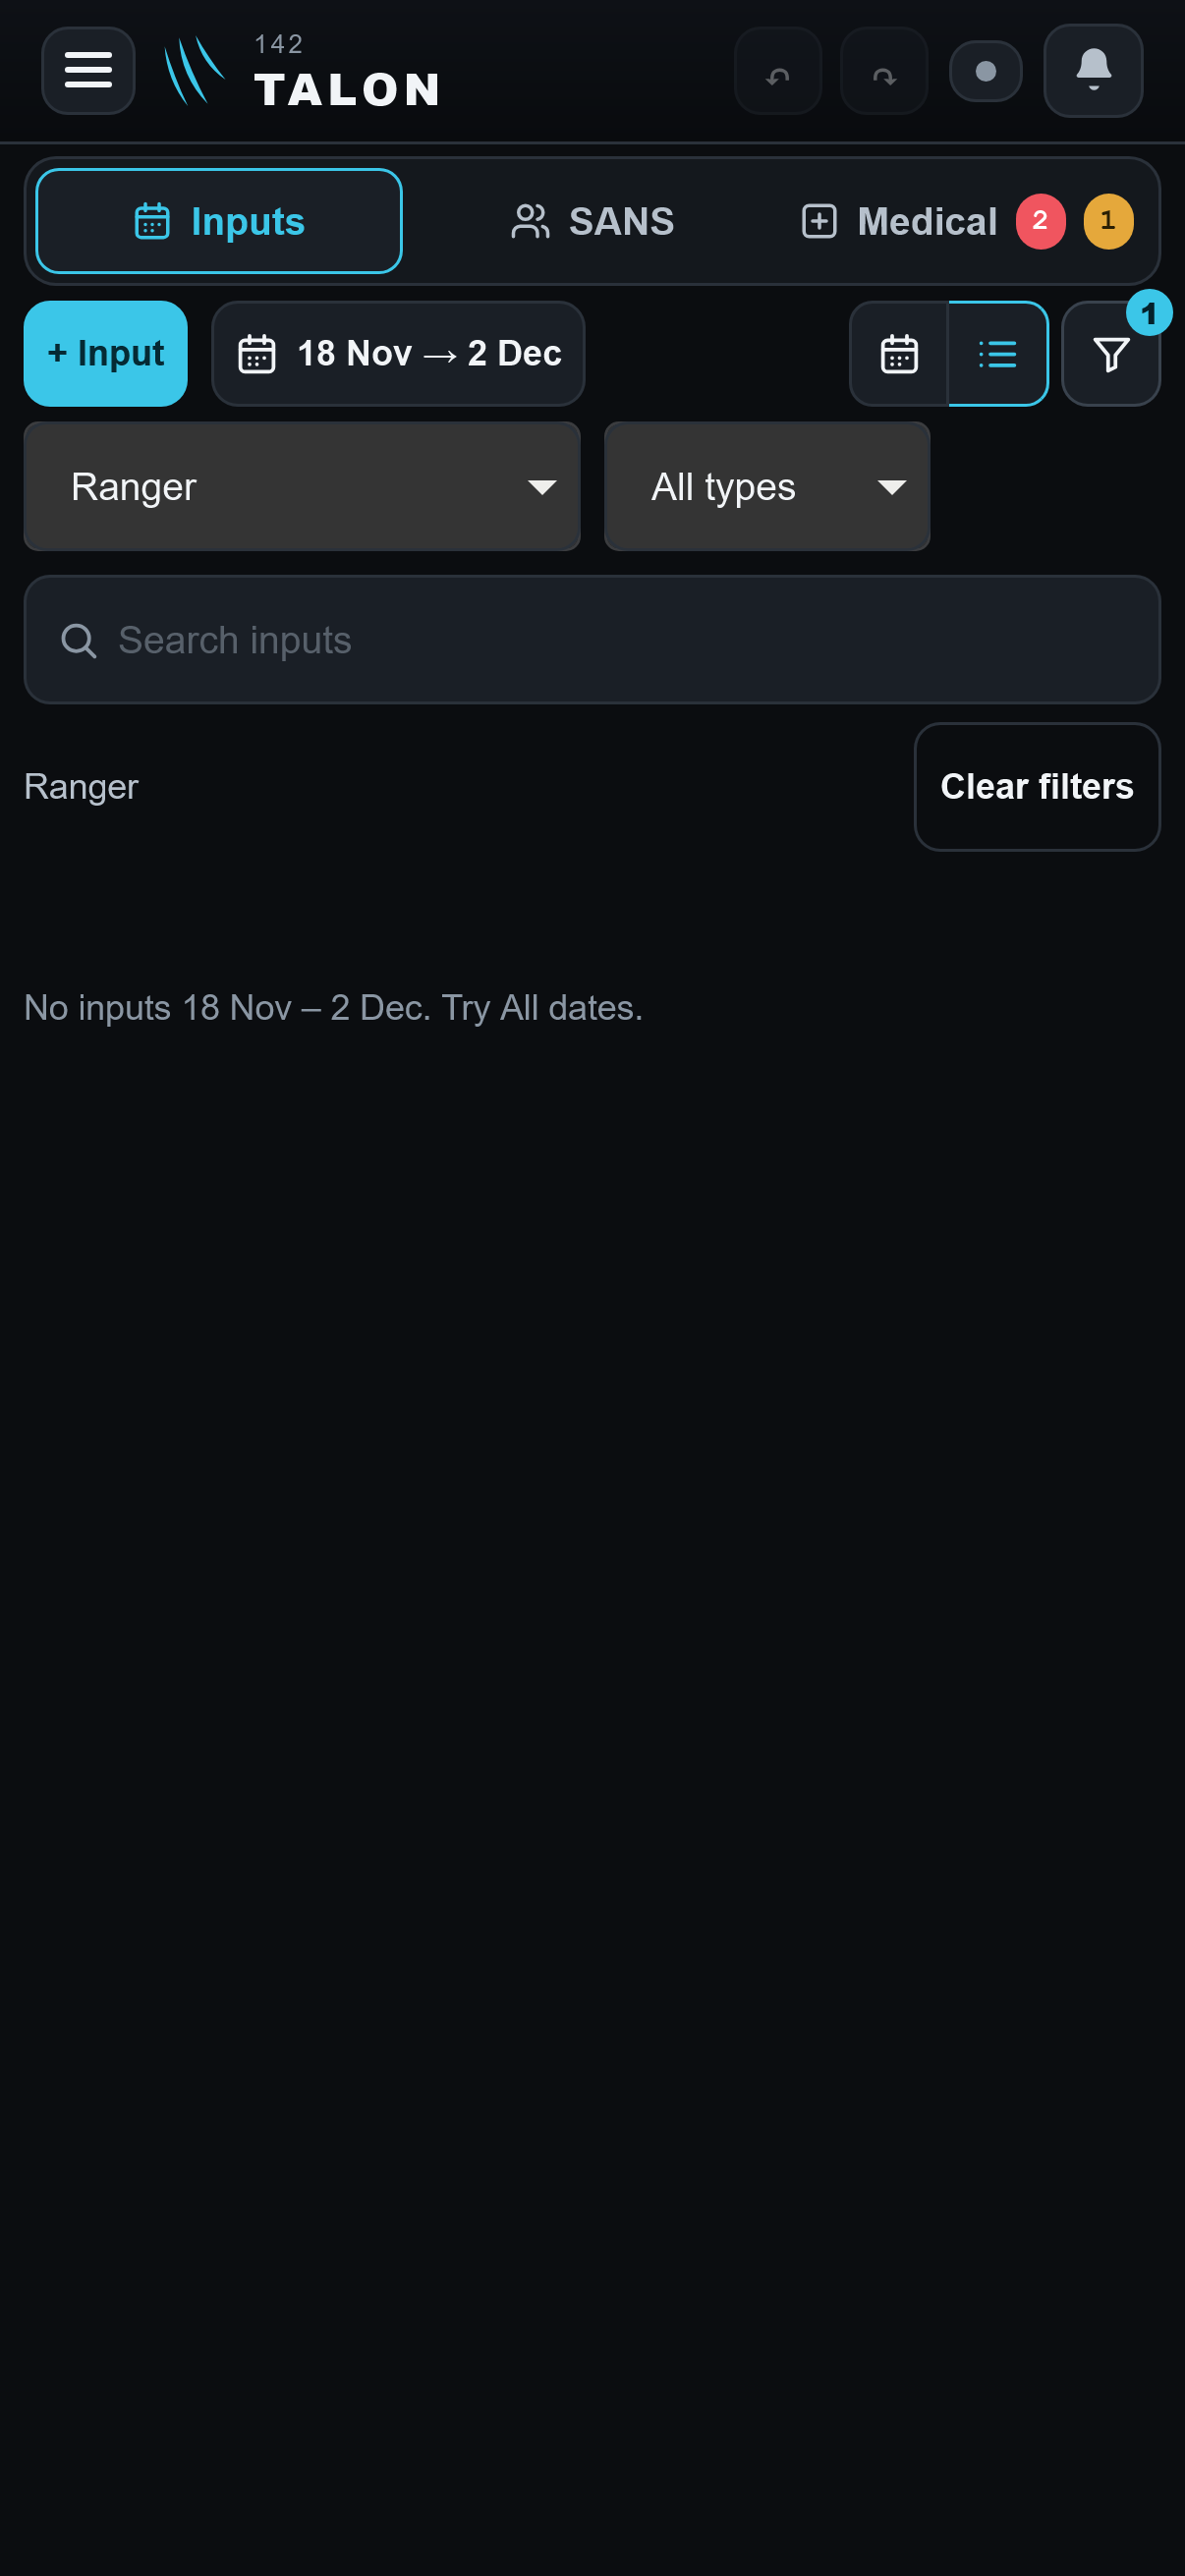 142
TALON
Inputs
SANS
Medical 2 1
+ Input
18 Nov → 2 Dec
1
Ranger
All types
Search inputs
Ranger
Clear filters
No inputs 18 Nov – 2 Dec. Try All dates.